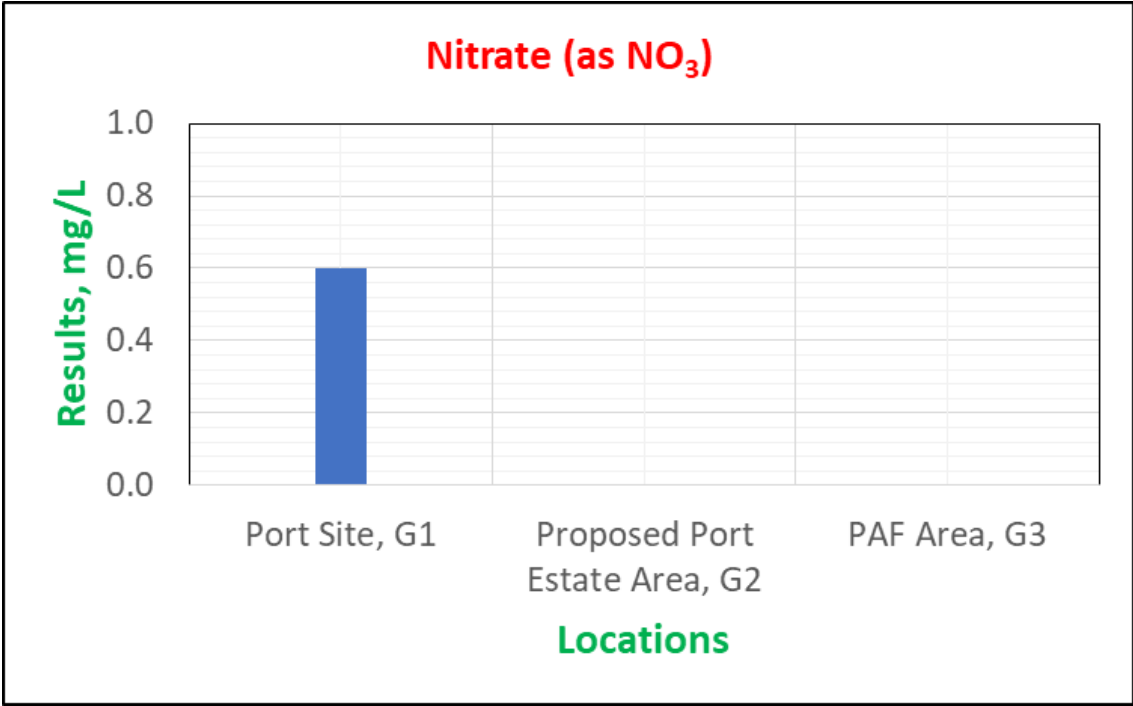 Nitrate (as NO₃)
1.0
0.8
0.6
0.4
0.2
0.0
Results, mg/L
Port Site, G1
Proposed Port
Estate Area, G2
PAF Area, G3
Locations